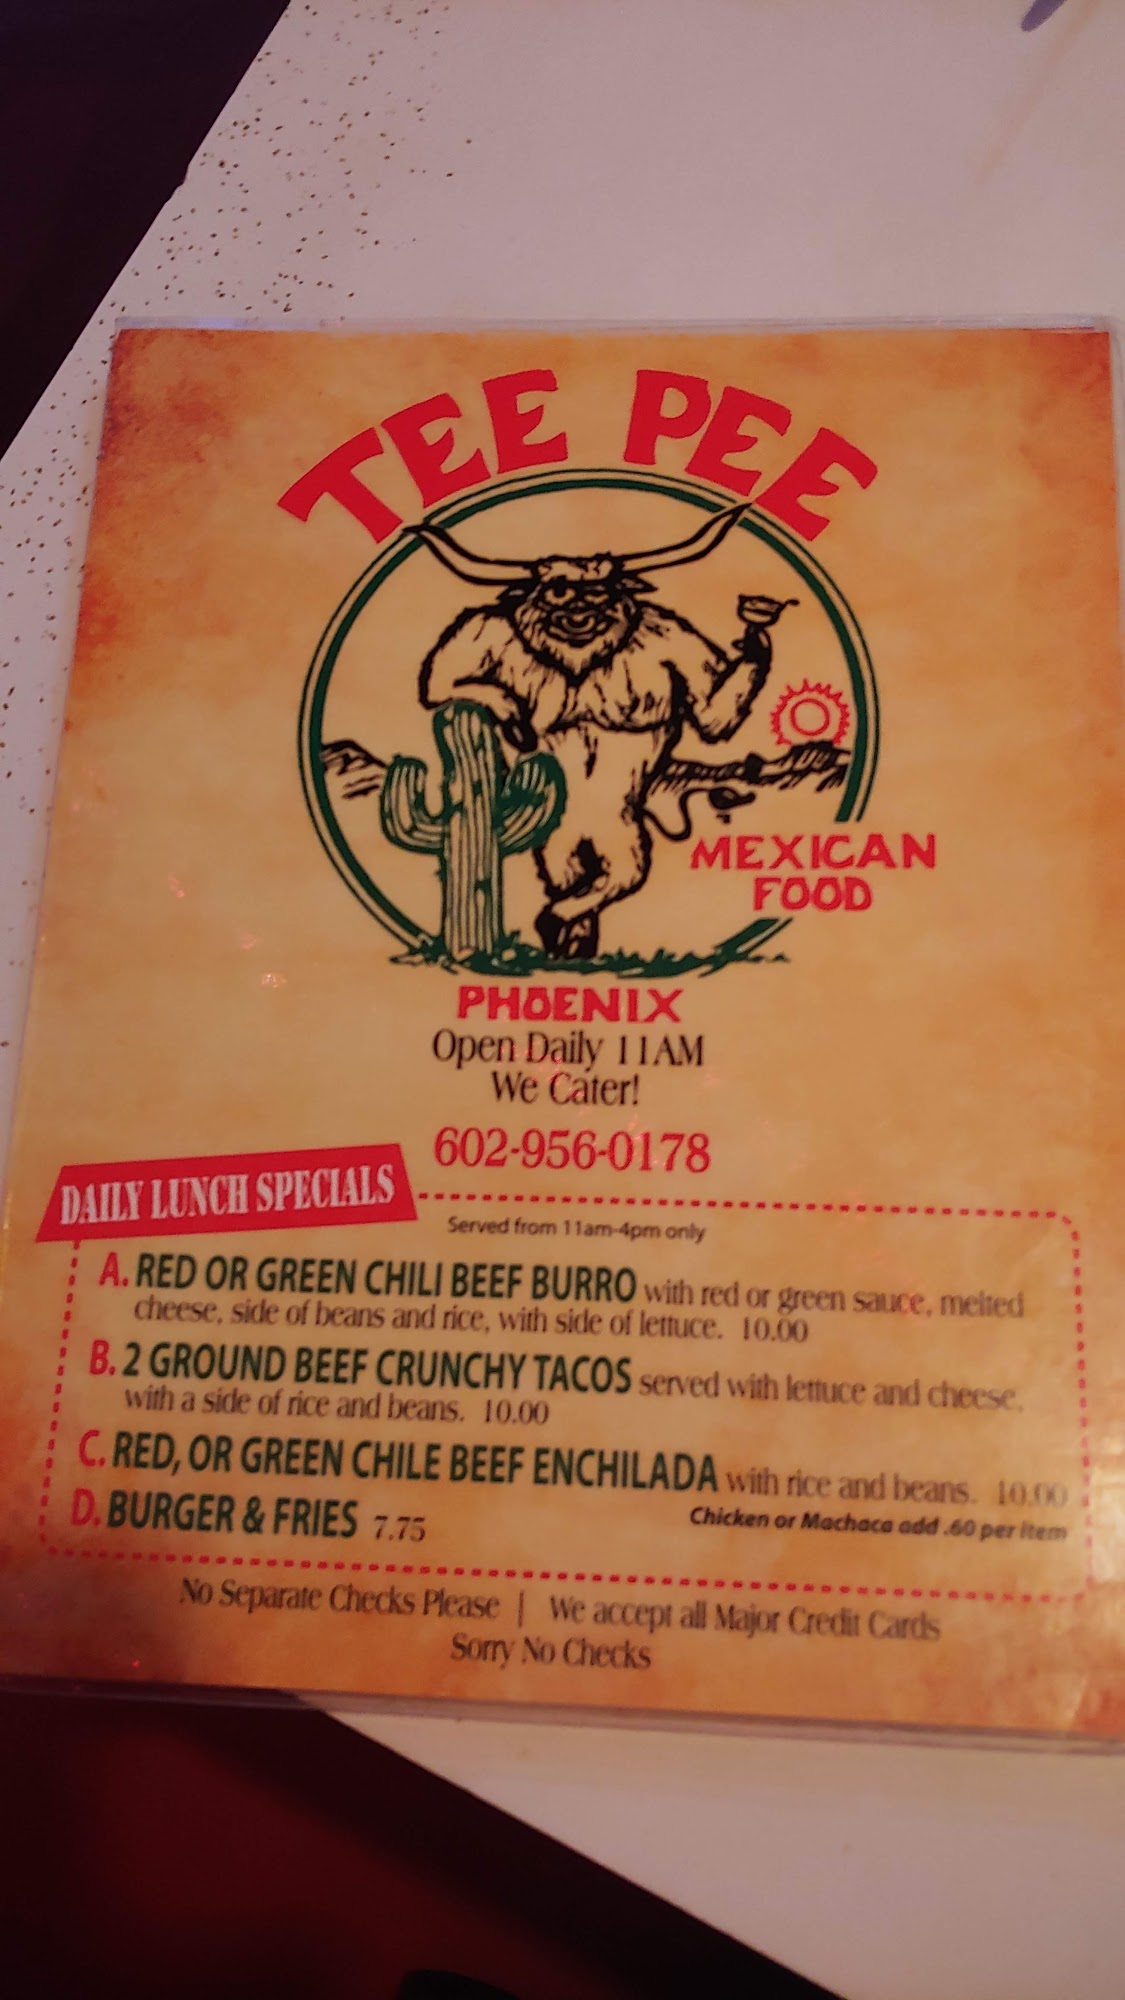 TEE PEE
MEXICAN
FOOD
PHOENIX
Open Daily 11AM
We Cater!
602-956-0178
DAILY LUNCH SPECIALS
Served from 11am-4pm only
A. RED OR GREEN CHILI BEEF BURRO with red or green sauce, melted
cheese, side of beans and rice, with side of lettuce. 10.00
B. 2 GROUND BEEF CRUNCHY TACOS served with lettuce and cheese,
with a side of rice and beans. 10.00
C. RED, OR GREEN CHILE BEEF ENCHILADA with rice and beans. 10.00
D. BURGER & FRIES 7.75
Chicken or Machaca add .60 per item
No Separate Checks Please | We accept all Major Credit Cards
Sorry No Checks